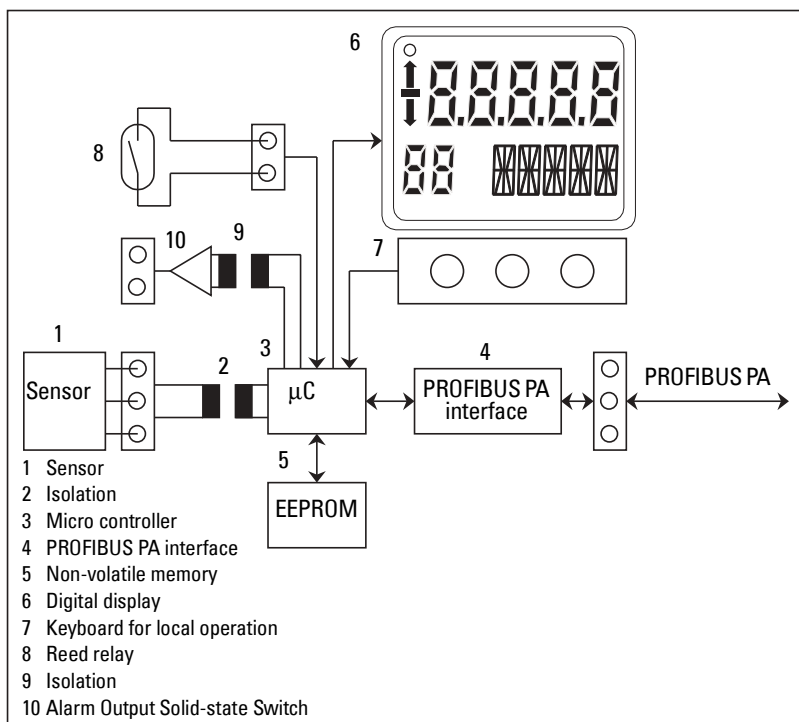 6
8
10
9
7
1
Sensor
2
3
µC
4
PROFIBUS PA
interface
PROFIBUS PA
5
EEPROM
1 Sensor
2 Isolation
3 Micro controller
4 PROFIBUS PA interface
5 Non-volatile memory
6 Digital display
7 Keyboard for local operation
8 Reed relay
9 Isolation
10 Alarm Output Solid-state Switch